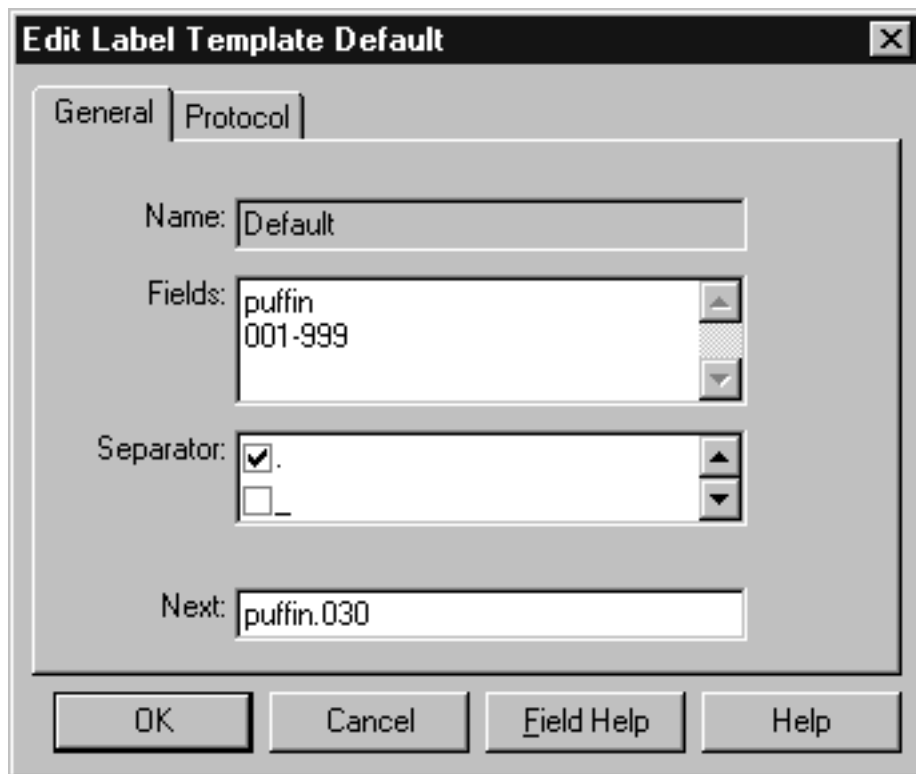 Edit Label Template Default
General Protocol
Name: Default
Fields: puffin
001-999
Separator: .
_
Next: puffin.030
OK Cancel Field Help Help